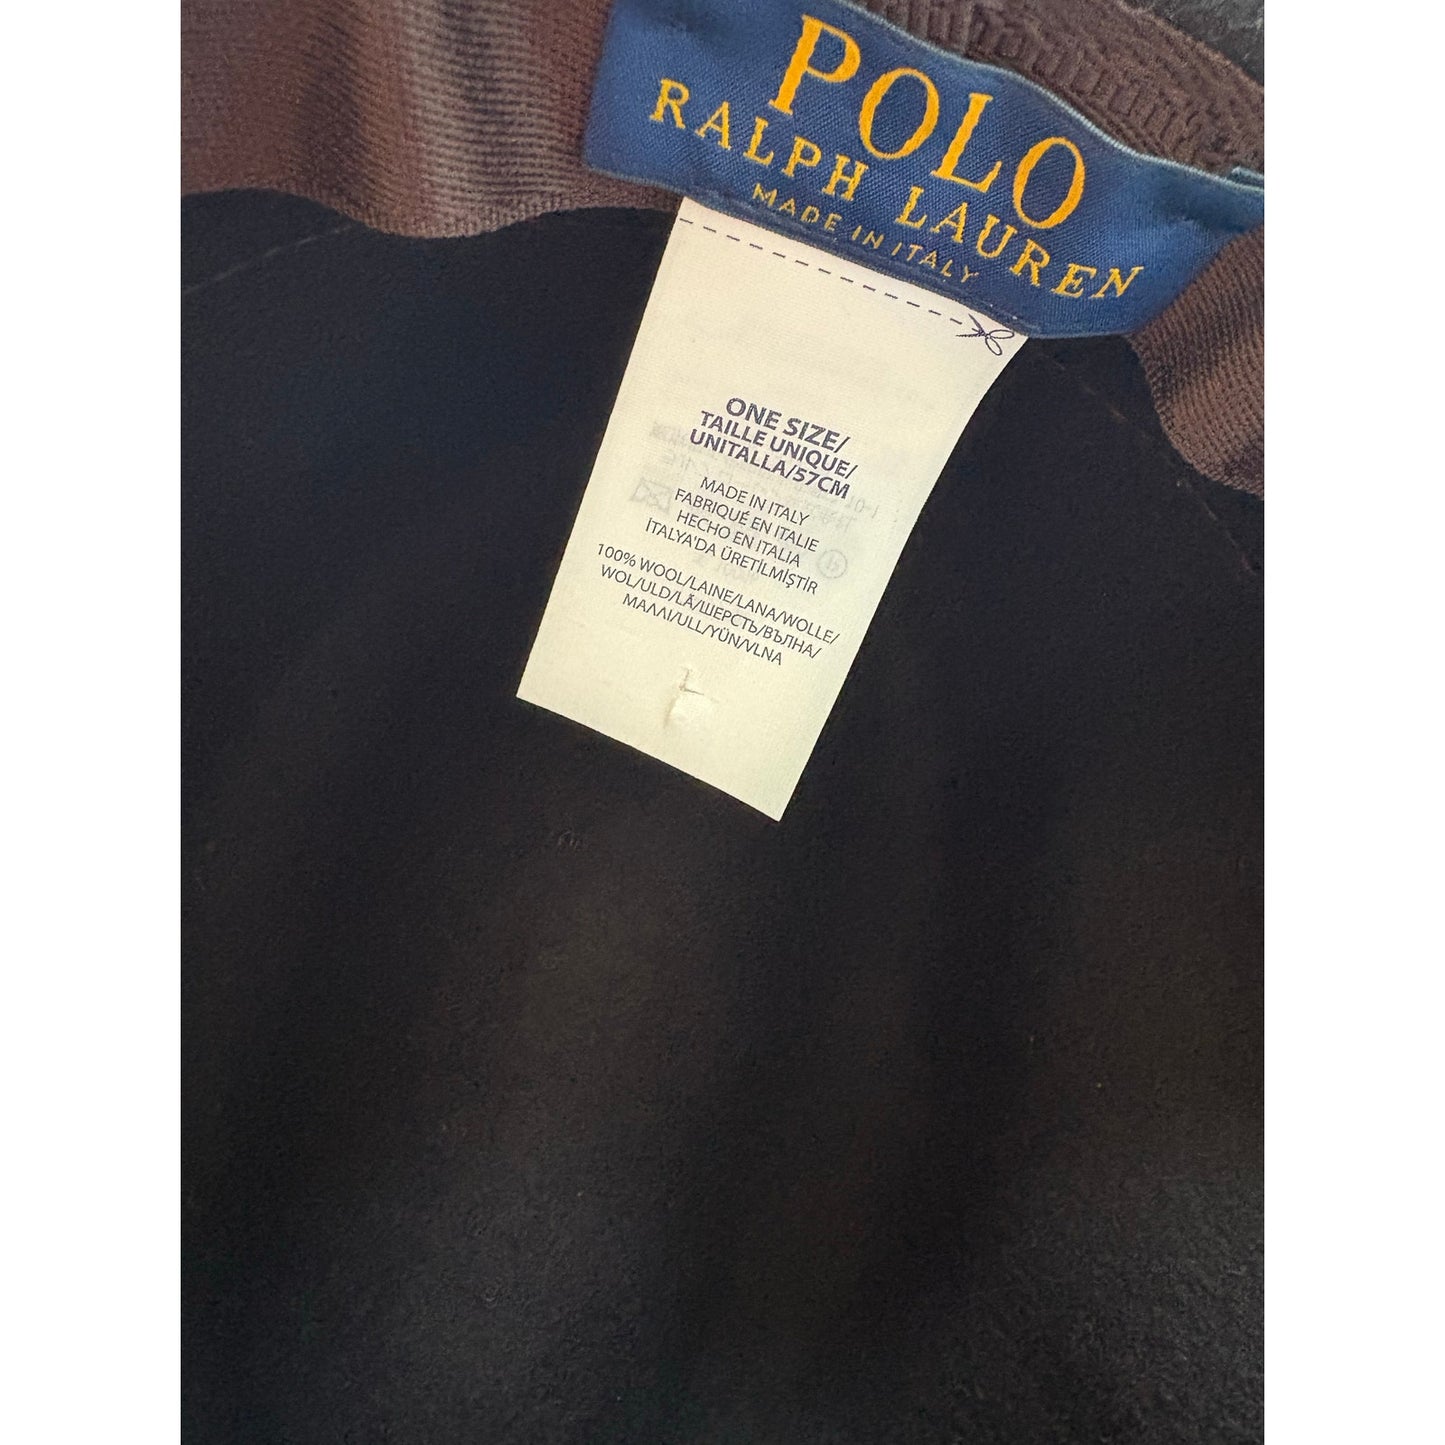 POLO
RALPH LAUREN
MADE IN ITALY
ONE SIZE/
TAILLE UNIQUE/
UNITALLA/57CM
MADE IN ITALY
FABRIQUÉ EN ITALIE
HECHO EN ITALIA
İTALYA'DA ÜRETİLMİŞTİR
100% WOOL/LAINE/LANA/WOLLE/
WOL/ULD/LÃ/ШЕРСТЬ/ВЪЛНА/
ΜΑΛΛΙ/ULL/YÜN/VLNA